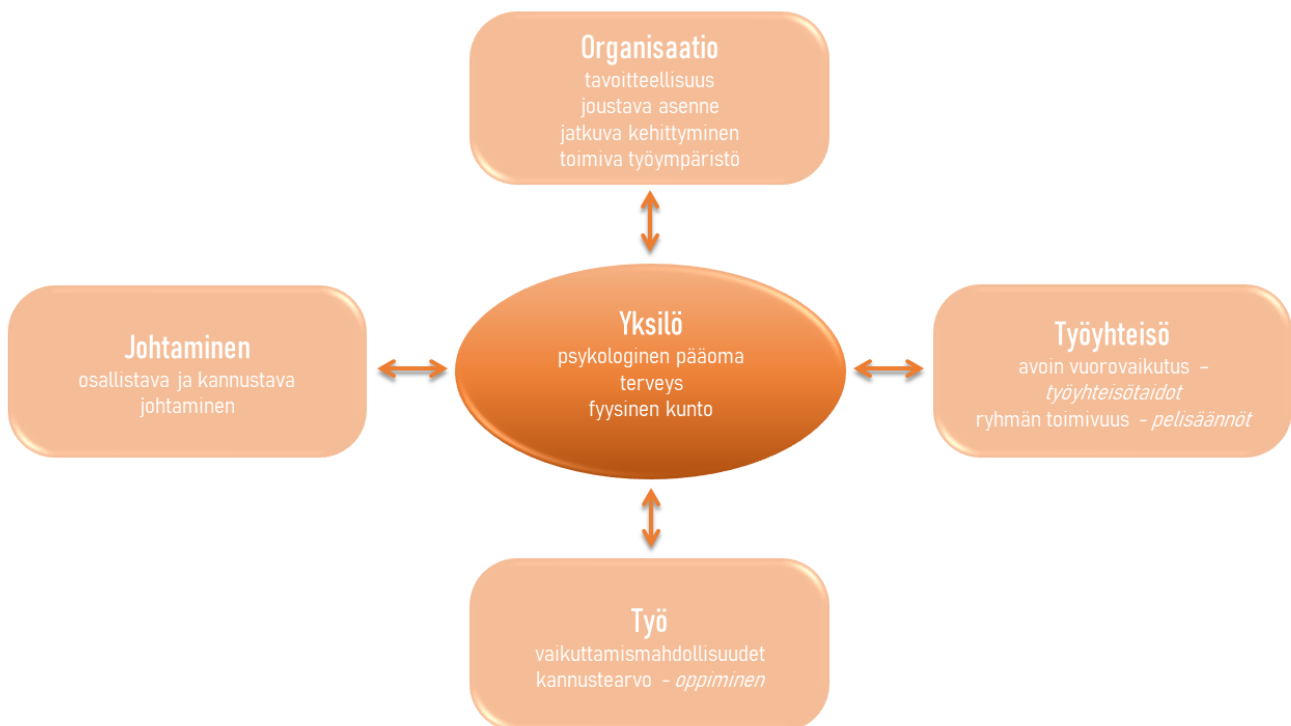 Organisaatio
tavoitteellisuus
joustava asenne
jatkuva kehittyminen
toimiva työympäristö
Johtaminen
osallistava ja kannustava
johtaminen
Yksilö
psykologinen pääoma
terveys
fyysinen kunto
Työyhteisö
avoin vuorovaikutus –
työyhteisötaidot
ryhmän toimivuus - pelisäännöt
Työ
vaikuttamismahdollisuudet
kannustearvo - oppiminen